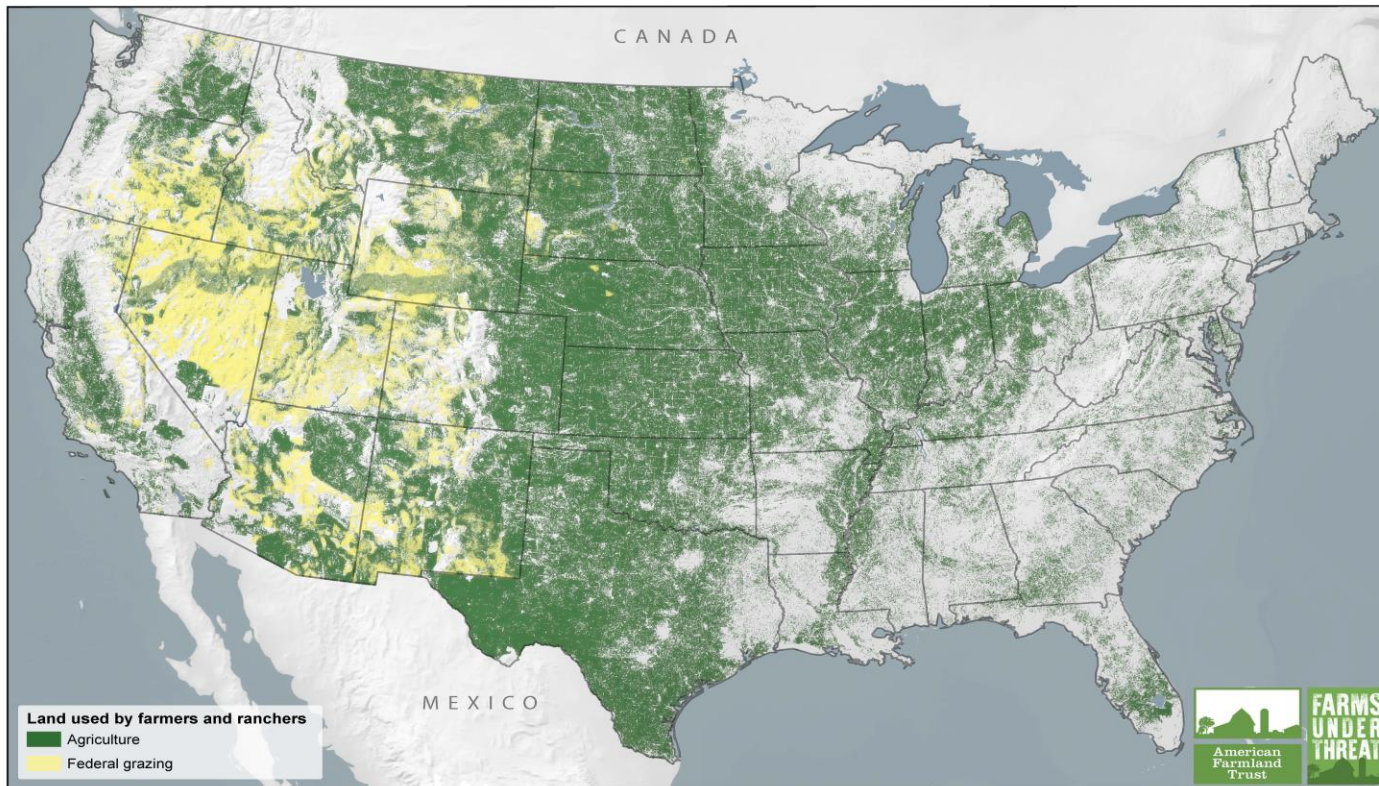 CANADA
MEXICO
Land used by farmers and ranchers
Agriculture
Federal grazing
American
Farmland
Trust
FARMS
UNDER
THREAT